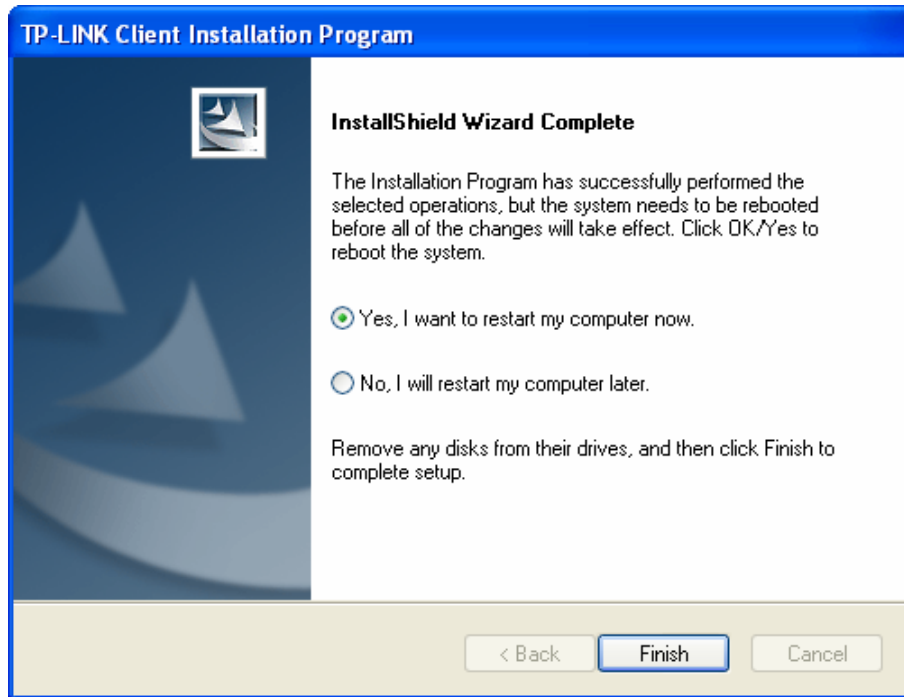 TP-LINK Client Installation Program
InstallShield Wizard Complete
The Installation Program has successfully performed the
selected operations, but the system needs to be rebooted
before all of the changes will take effect. Click OK/Yes to
reboot the system.
Yes, I want to restart my computer now.
No, I will restart my computer later.
Remove any disks from their drives, and then click Finish to
complete setup.
< Back
Finish
Cancel